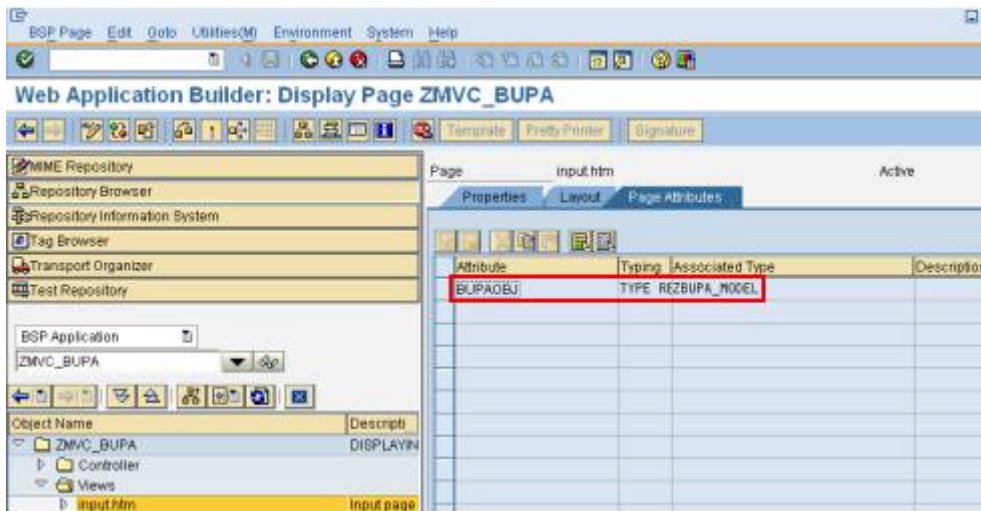 BSP Page Edit Goto Utilities(M) Environment System Help
Web Application Builder: Display Page ZMVC_BUPA
Template Pretty Printer Signature
MIME Repository
Repository Browser
Repository Information System
Tag Browser
Transport Organizer
Test Repository
BSP Application
ZMVC_BUPA
Object Name Descripti
ZMVC_BUPA DISPLAYIN
Controller
Views
input.htm Input page
Page input.htm Active
Properties Layout Page Attributes
Attribute Typing Associated Type Description
BUPAOBJ TYPE REZBUPA_MODEL